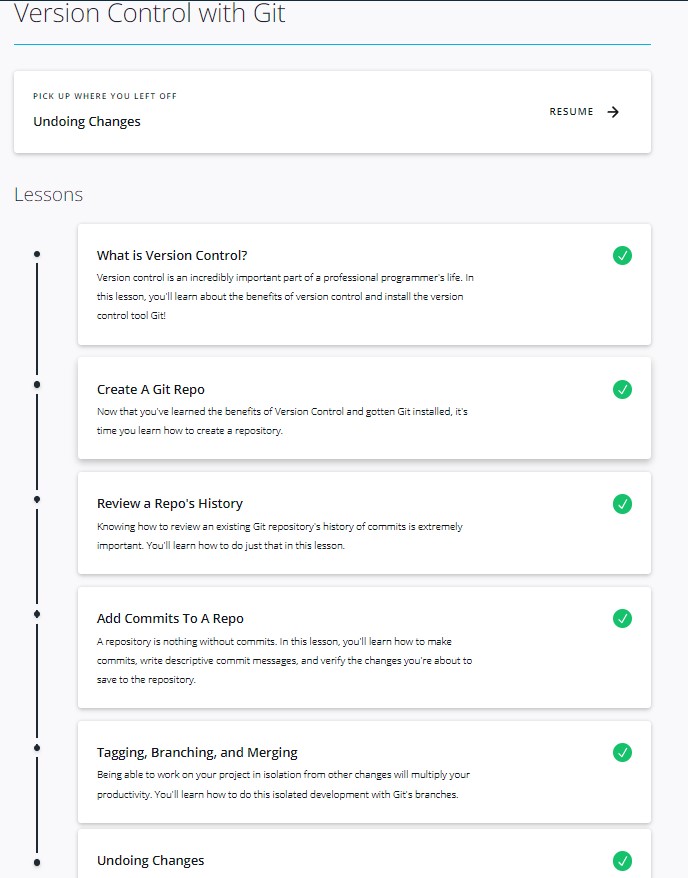 Version Control with Git
PICK UP WHERE YOU LEFT OFF
Undoing Changes
RESUME
Lessons
What is Version Control?
Version control is an incredibly important part of a professional programmer's life. In
this lesson, you'll learn about the benefits of version control and install the version
control tool Git!
Create A Git Repo
Now that you've learned the benefits of Version Control and gotten Git installed, it's
time you learn how to create a repository.
Review a Repo's History
Knowing how to review an existing Git repository's history of commits is extremely
important. You'll learn how to do just that in this lesson.
Add Commits To A Repo
A repository is nothing without commits. In this lesson, you'll learn how to make
commits, write descriptive commit messages, and verify the changes you're about to
save to the repository.
Tagging, Branching, and Merging
Being able to work on your project in isolation from other changes will multiply your
productivity. You'll learn how to do this isolated development with Git's branches.
Undoing Changes